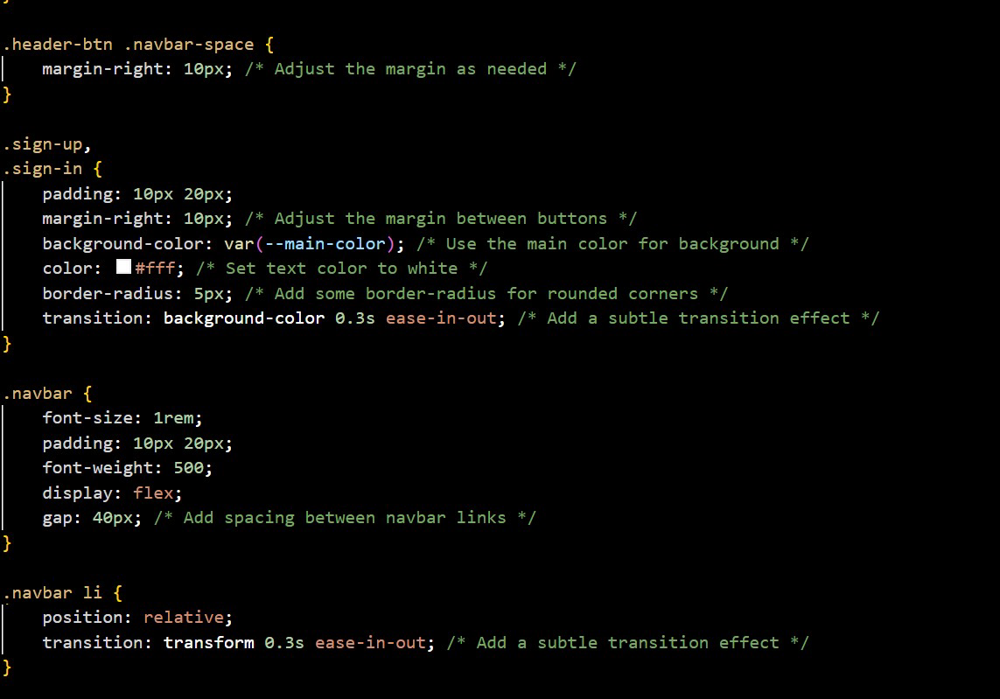 }
.header-btn .navbar-space {
    margin-right: 10px; /* Adjust the margin as needed */
}
.sign-up,
.sign-in {
    padding: 10px 20px;
    margin-right: 10px; /* Adjust the margin between buttons */
    background-color: var(--main-color); /* Use the main color for background */
    color: #fff; /* Set text color to white */
    border-radius: 5px; /* Add some border-radius for rounded corners */
    transition: background-color 0.3s ease-in-out; /* Add a subtle transition effect */
}
.navbar {
    font-size: 1rem;
    padding: 10px 20px;
    font-weight: 500;
    display: flex;
    gap: 40px; /* Add spacing between navbar links */
}
.navbar li {
    position: relative;
    transition: transform 0.3s ease-in-out; /* Add a subtle transition effect */
}